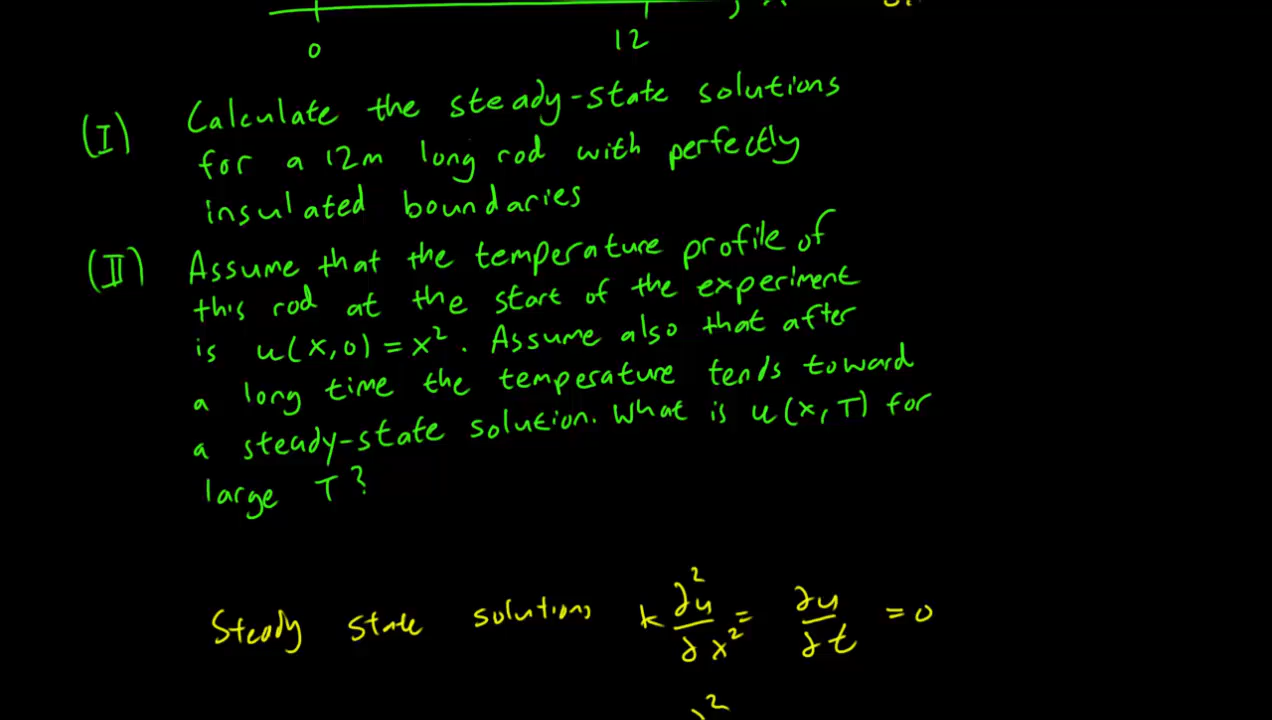 0 12
(I) Calculate the steady-state solutions
for a 12m long rod with perfectly
insulated boundaries
(II) Assume that the temperature profile of
this rod at the start of the experiment
is u(x,0) = x². Assume also that after
a long time the temperature tends toward
a steady-state solution. What is u(x,T) for
large T?
Steady state solutions k ∂²u/∂x² = ∂u/∂t = 0